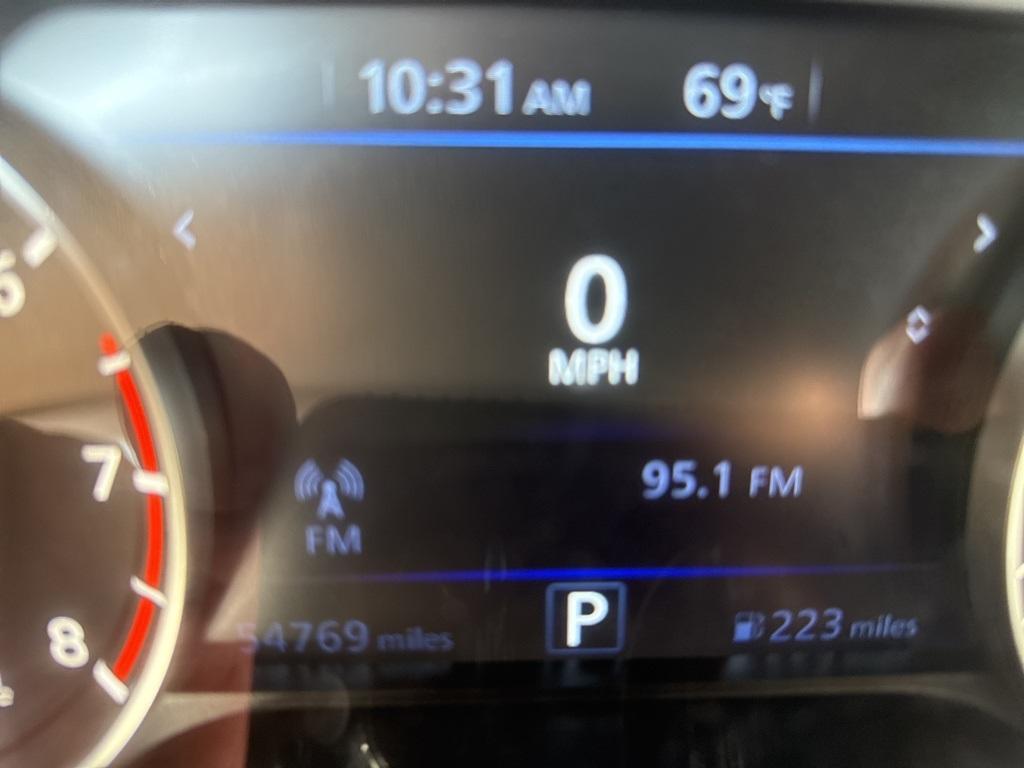 10:31 AM 69°F
6
0
MPH
7
95.1 FM
FM
P
54769 miles
223 miles
8